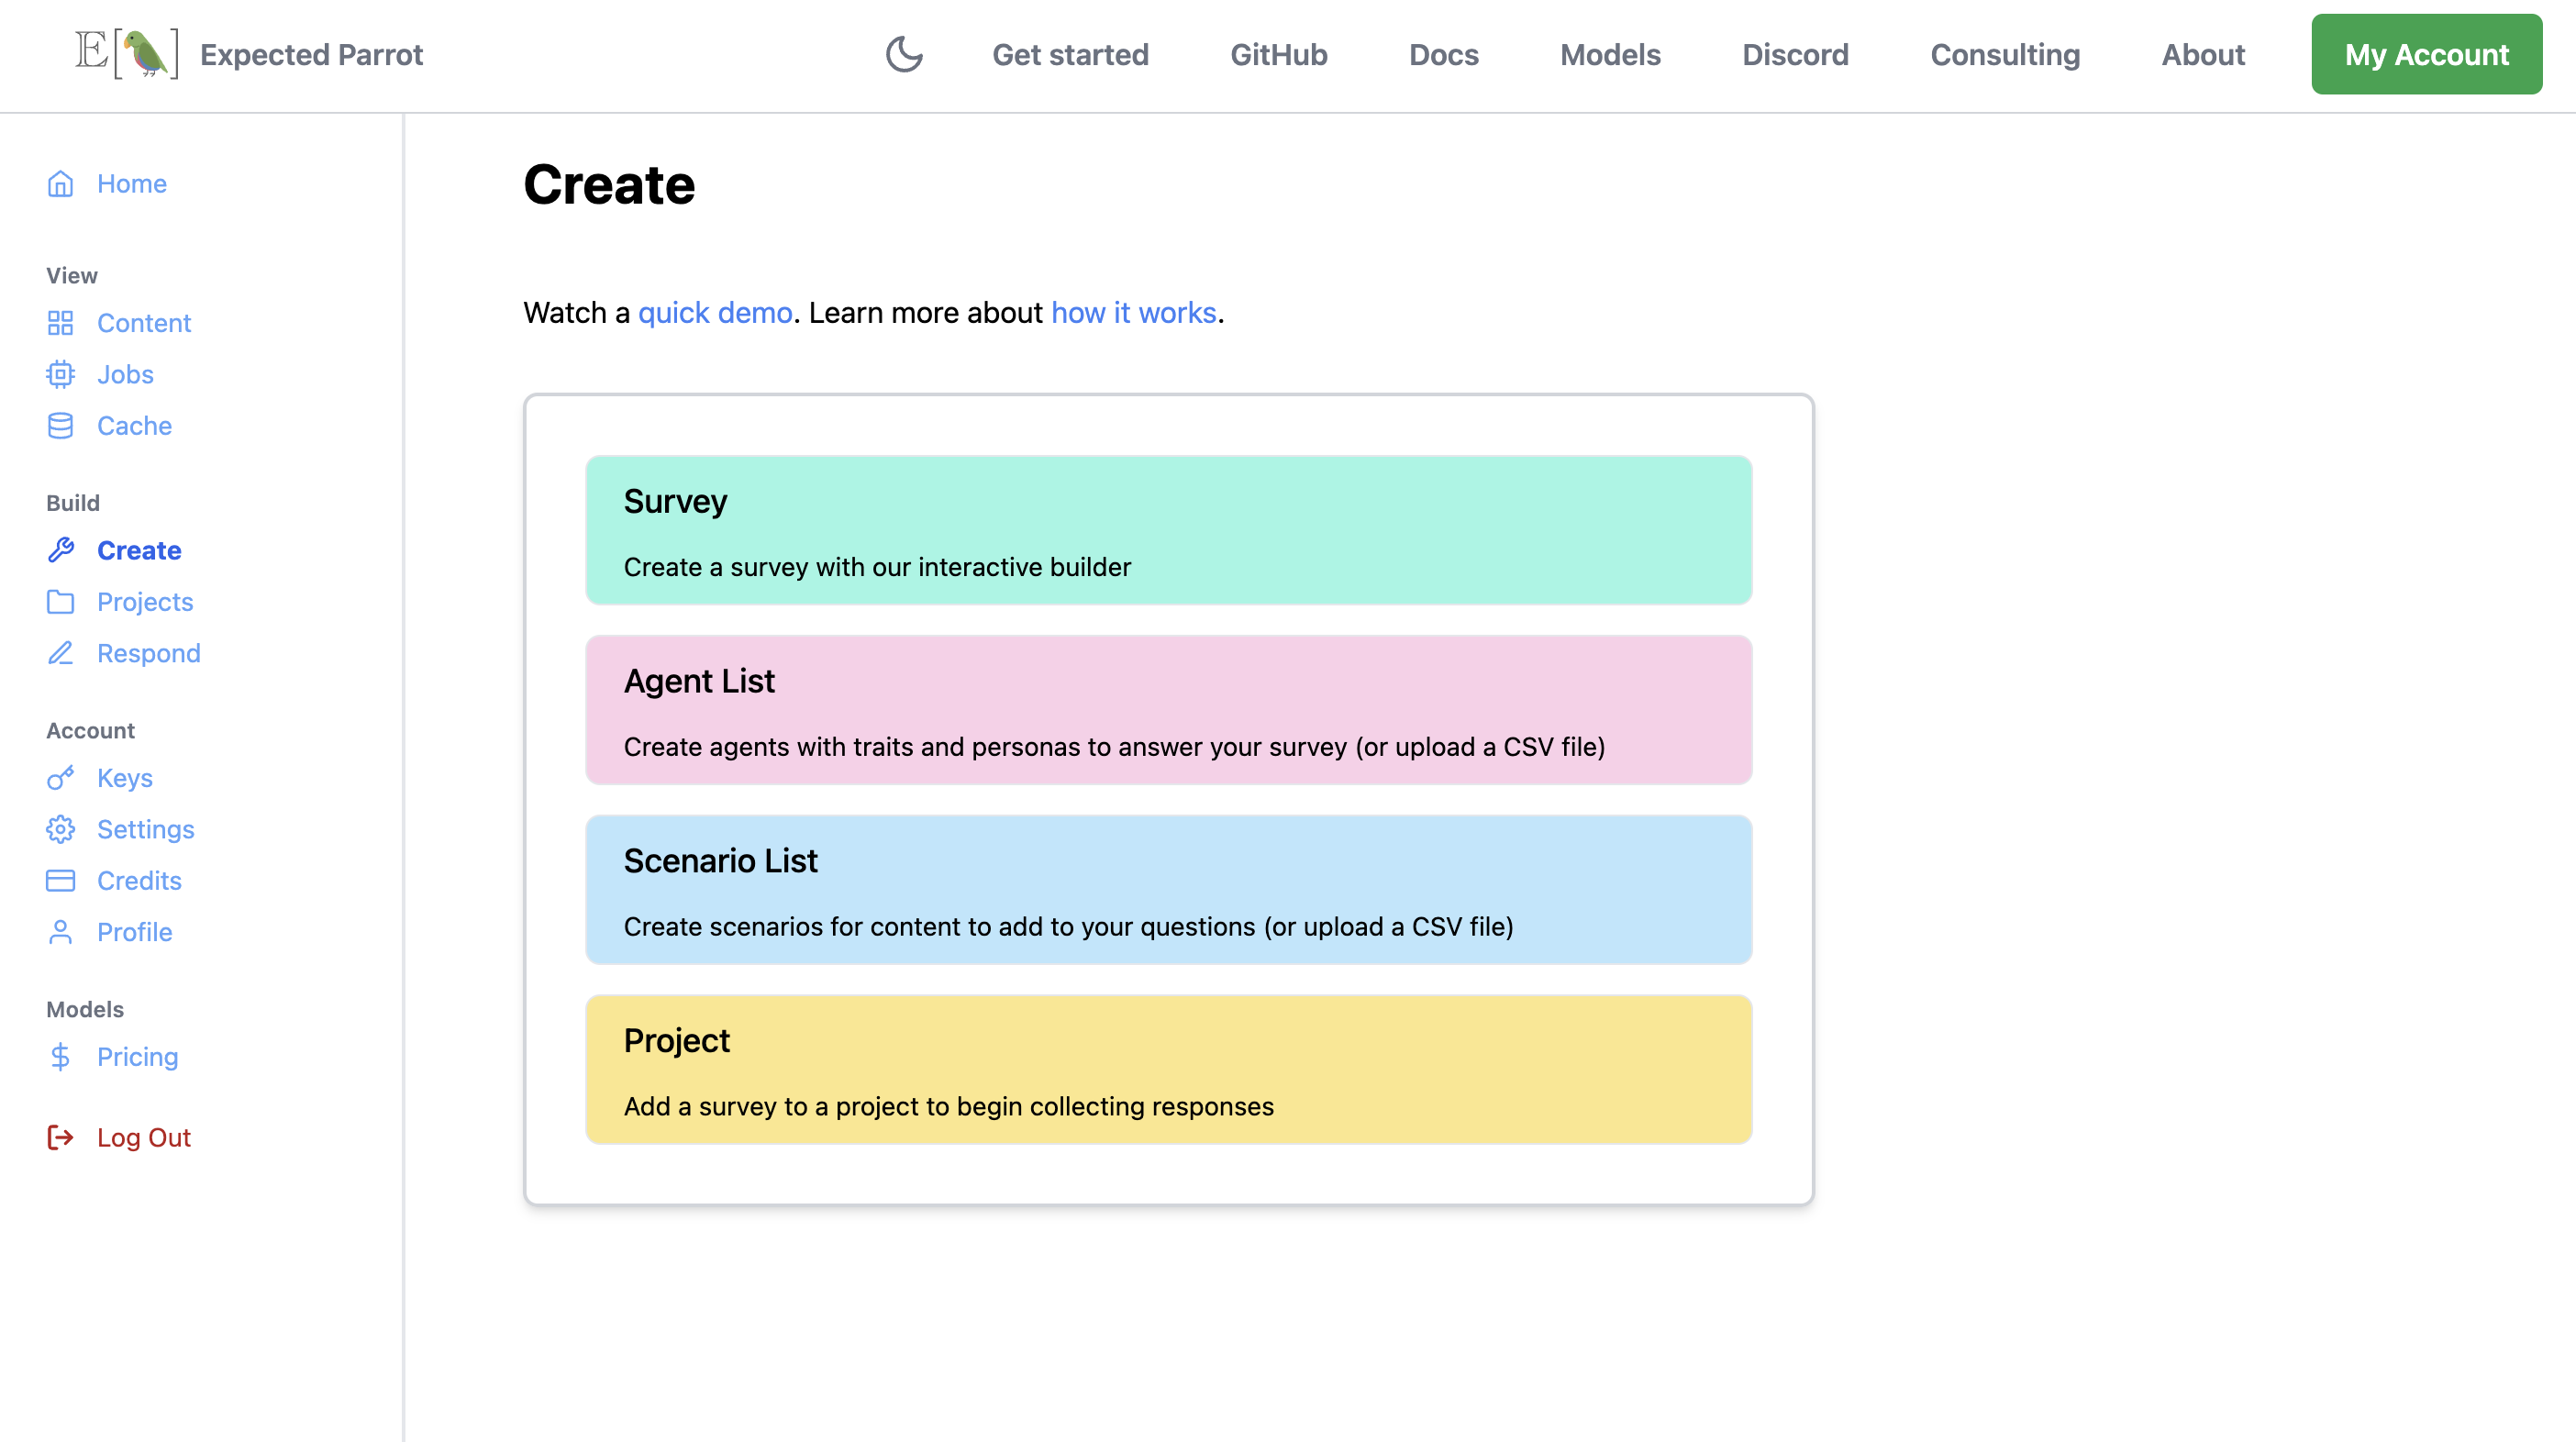 E[] Expected Parrot
Get started
GitHub
Docs
Models
Discord
Consulting
About
My Account
Home
View
Content
Jobs
Cache
Build
Create
Projects
Respond
Account
Keys
Settings
Credits
Profile
Models
Pricing
Log Out
Create
Watch a quick demo. Learn more about how it works.
Survey
Create a survey with our interactive builder
Agent List
Create agents with traits and personas to answer your survey (or upload a CSV file)
Scenario List
Create scenarios for content to add to your questions (or upload a CSV file)
Project
Add a survey to a project to begin collecting responses